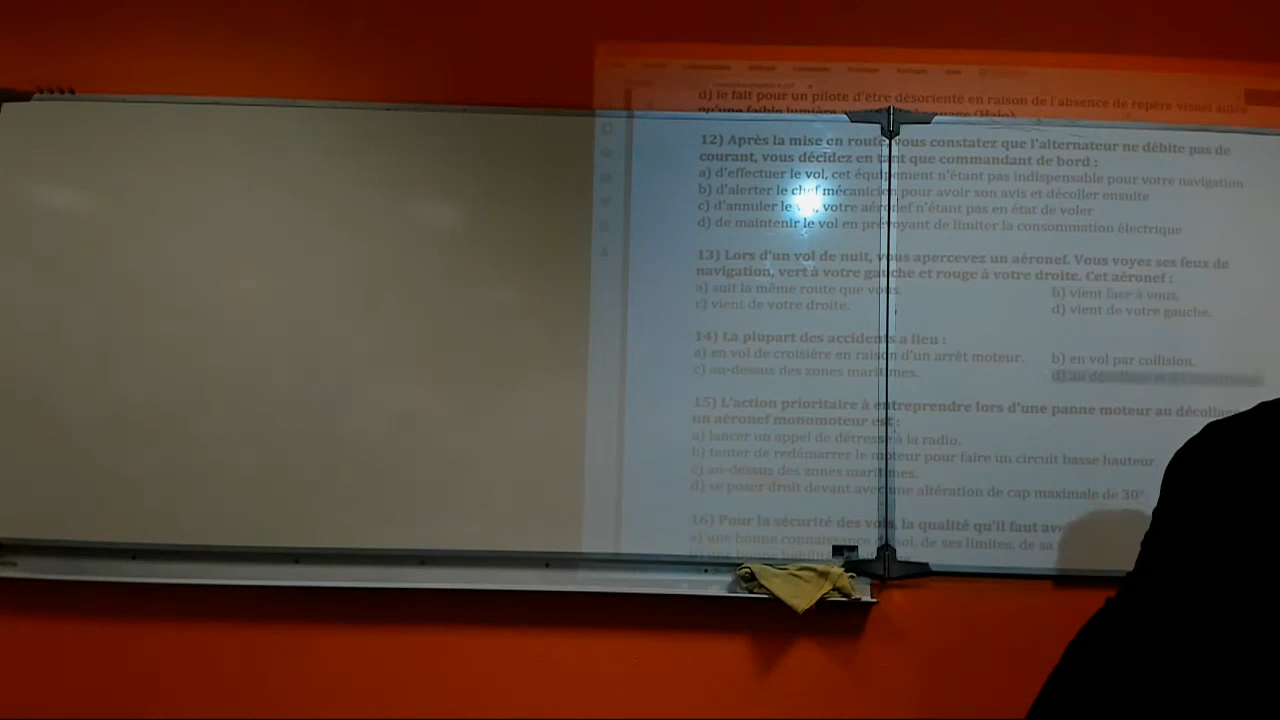 d) le fait pour un pilote d'être désorienté en raison de l'absence de repère visuel autre
qu'une faible lumière (Halo).
12) Après la mise en route, vous constatez que l'alternateur ne débite pas de
courant, vous décidez en tant que commandant de bord :
a) d'effectuer le vol, cet équipement n'étant pas indispensable pour votre navigation
b) d'alerter le chef mécanicien pour avoir son avis et décoller ensuite
c) d'annuler le votre aéronef n'étant pas en état de voler
d) de maintenir le vol en prévoyant de limiter la consommation électrique
13) Lors d'un vol de nuit, vous apercevez un aéronef. Vous voyez ses feux de
navigation, vert à votre gauche et rouge à votre droite. Cet aéronef :
a) suit la même route que vous. b) vient face à vous.
c) vient de votre droite. d) vient de votre gauche.
14) La plupart des accidents a lieu :
a) en vol de croisière en raison d'un arrêt moteur. b) en vol par collision.
c) au-dessus des zones maritimes. d) au décollage et à
15) L'action prioritaire à entreprendre lors d'une panne moteur au décollage
un aéronef monomoteur est :
a) lancer un appel de détresse à la radio.
b) tenter de redémarrer le moteur pour faire un circuit basse hauteur.
c) au-dessus des zones maritimes.
d) se poser droit devant avec une altération de cap maximale de 30°
16) Pour la sécurité des vols, la qualité qu'il faut
a) une bonne connaissance de soi, de ses limites, de sa
b) une bonne